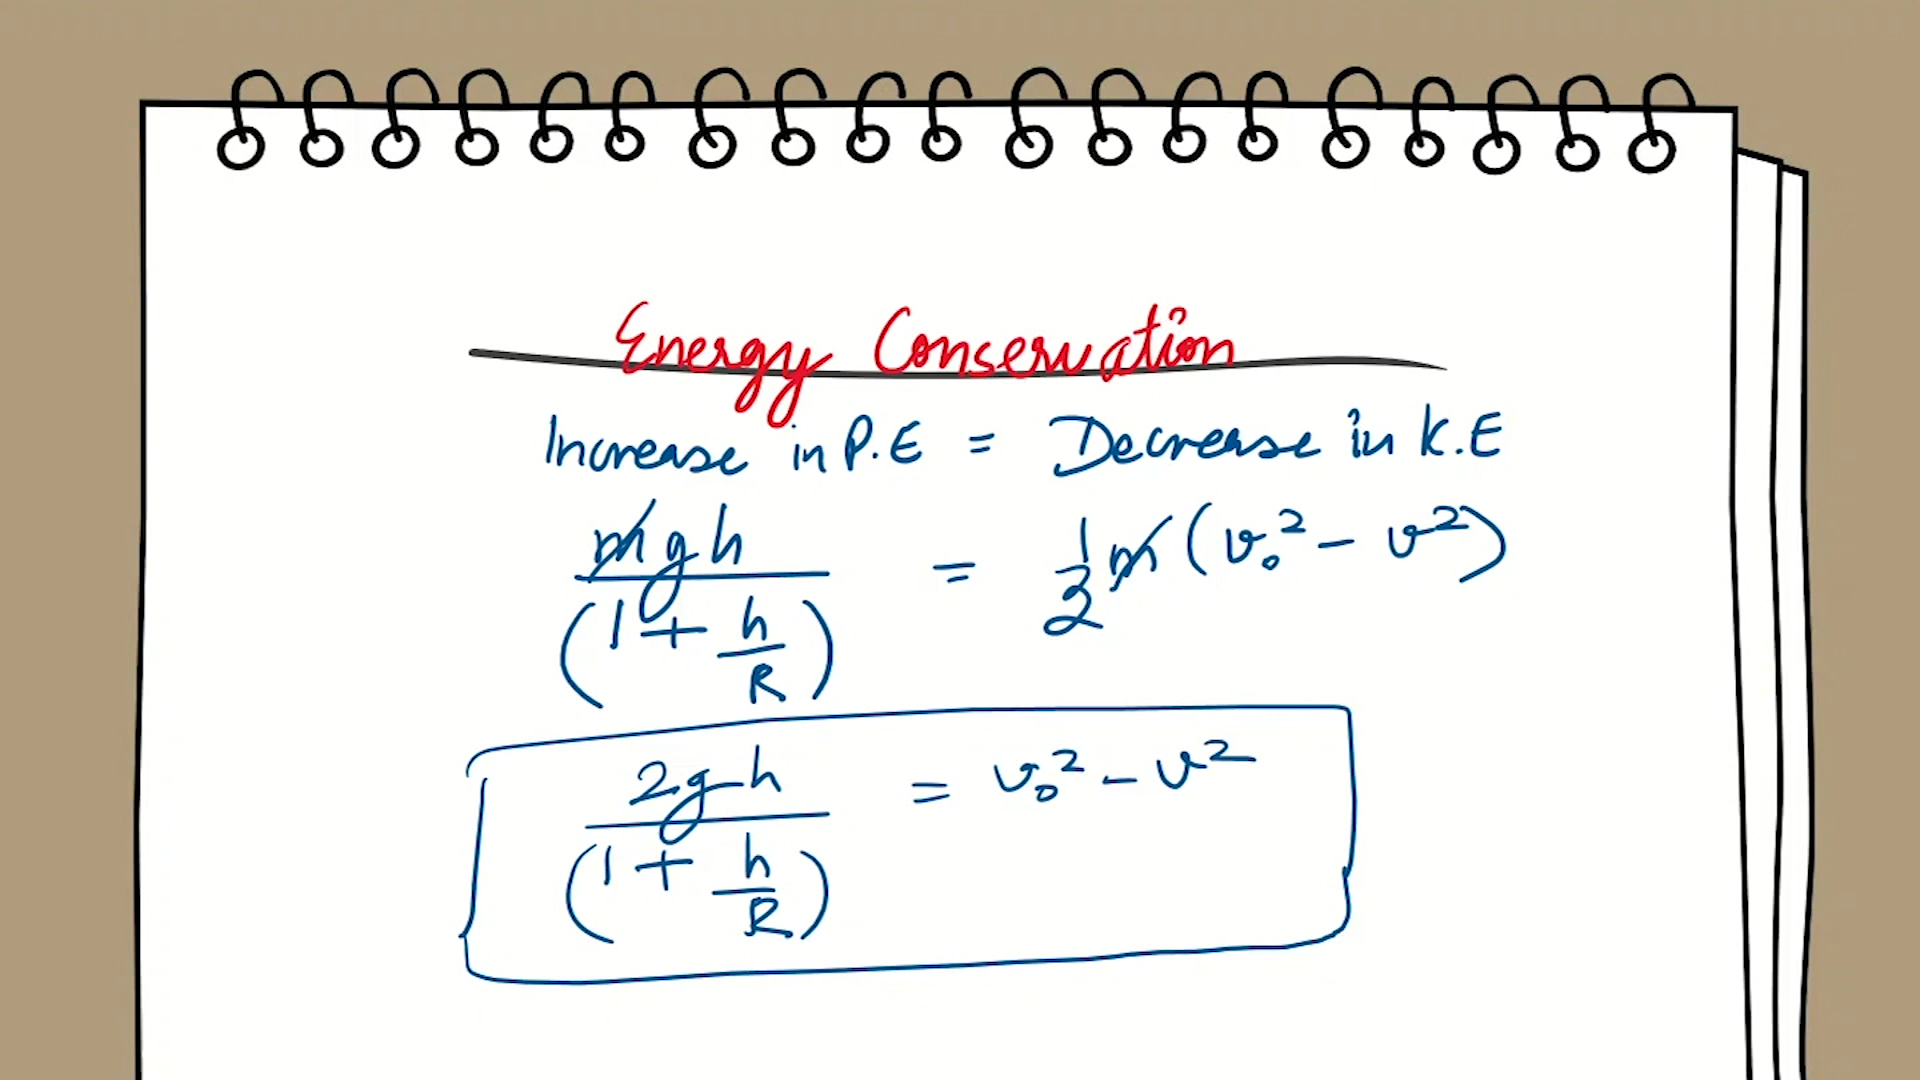 Energy Conservation
Increase in P.E = Decrease in K.E
mgh/(1 + h/R) = 1/2 m (v₀² - v²)
2gh/(1 + h/R) = v₀² - v²